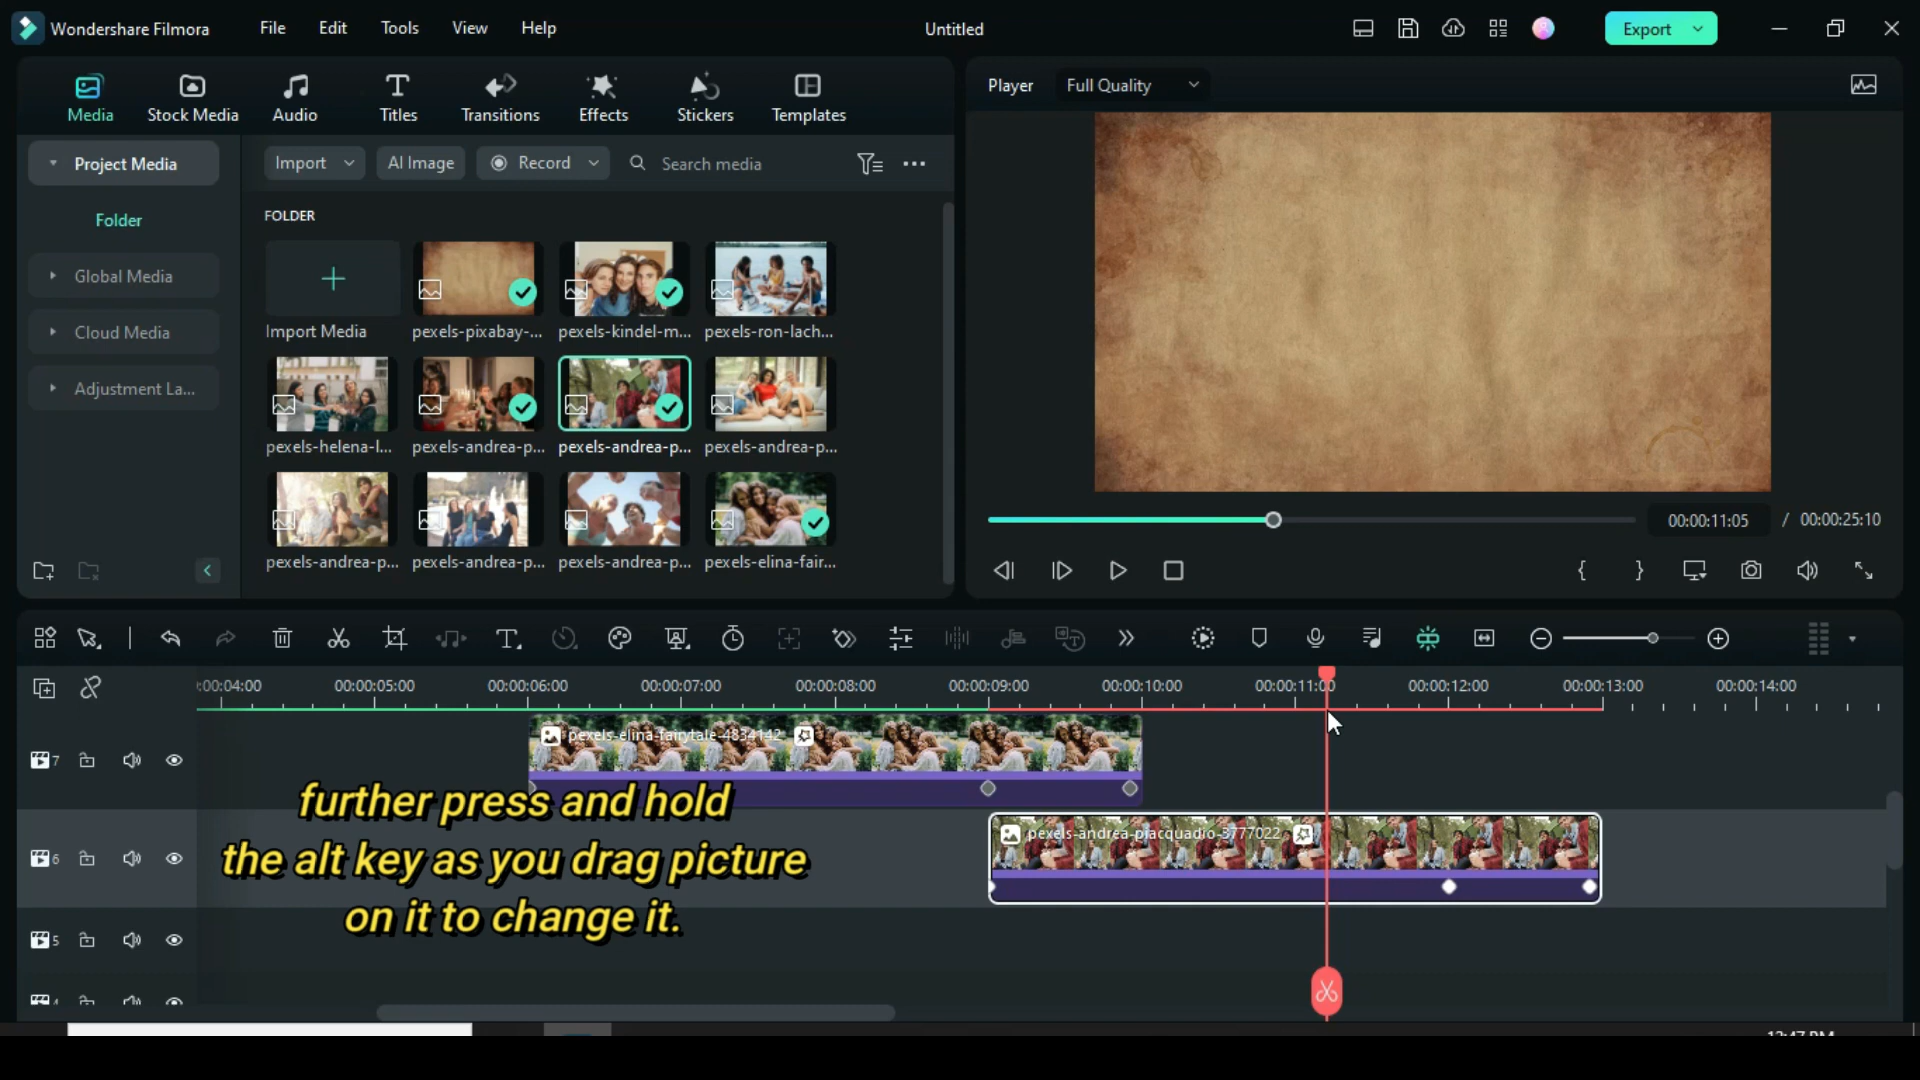 Wondershare Filmora
File Edit Tools View Help
Untitled
Export
Media
Stock Media
Audio
Titles
Transitions
Effects
Stickers
Templates
Player Full Quality
Project Media
Folder
Global Media
Cloud Media
Adjustment La...
Import
AI Image
Record
Search media
FOLDER
Import Media
pexels-pixabay-...
pexels-kindel-m...
pexels-ron-lach...
pexels-helena-l...
pexels-andrea-p...
pexels-andrea-p...
pexels-andrea-p...
pexels-andrea-p...
pexels-andrea-p...
pexels-andrea-p...
pexels-elina-fair...
00:00:11:05 / 00:00:25:10
:00:04:00 00:00:05:00 00:00:06:00 00:00:07:00 00:00:08:00 00:00:09:00 00:00:10:00 00:00:11:00 00:00:12:00 00:00:13:00 00:00:14:00
7
pexels-elina-fairytale-4834142
6
pexels-andrea-piacquadio-3777022
5
further press and hold
the alt key as you drag picture
on it to change it.